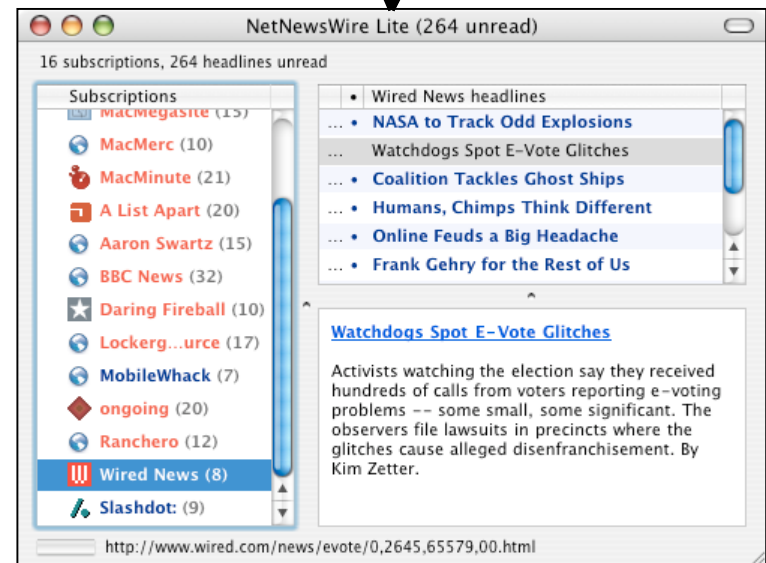 NetNewsWire Lite (264 unread)
16 subscriptions, 264 headlines unread
Subscriptions
MacMegasite (15)
MacMerc (10)
MacMinute (21)
A List Apart (20)
Aaron Swartz (15)
BBC News (32)
Daring Fireball (10)
Lockerg...urce (17)
MobileWhack (7)
ongoing (20)
Ranchero (12)
Wired News (8)
Slashdot: (9)
• Wired News headlines
... • NASA to Track Odd Explosions
... Watchdogs Spot E-Vote Glitches
... • Coalition Tackles Ghost Ships
... • Humans, Chimps Think Different
... • Online Feuds a Big Headache
... • Frank Gehry for the Rest of Us
Watchdogs Spot E-Vote Glitches
Activists watching the election say they received
hundreds of calls from voters reporting e-voting
problems -- some small, some significant. The
observers file lawsuits in precincts where the
glitches cause alleged disenfranchisement. By
Kim Zetter.
http://www.wired.com/news/evote/0,2645,65579,00.html